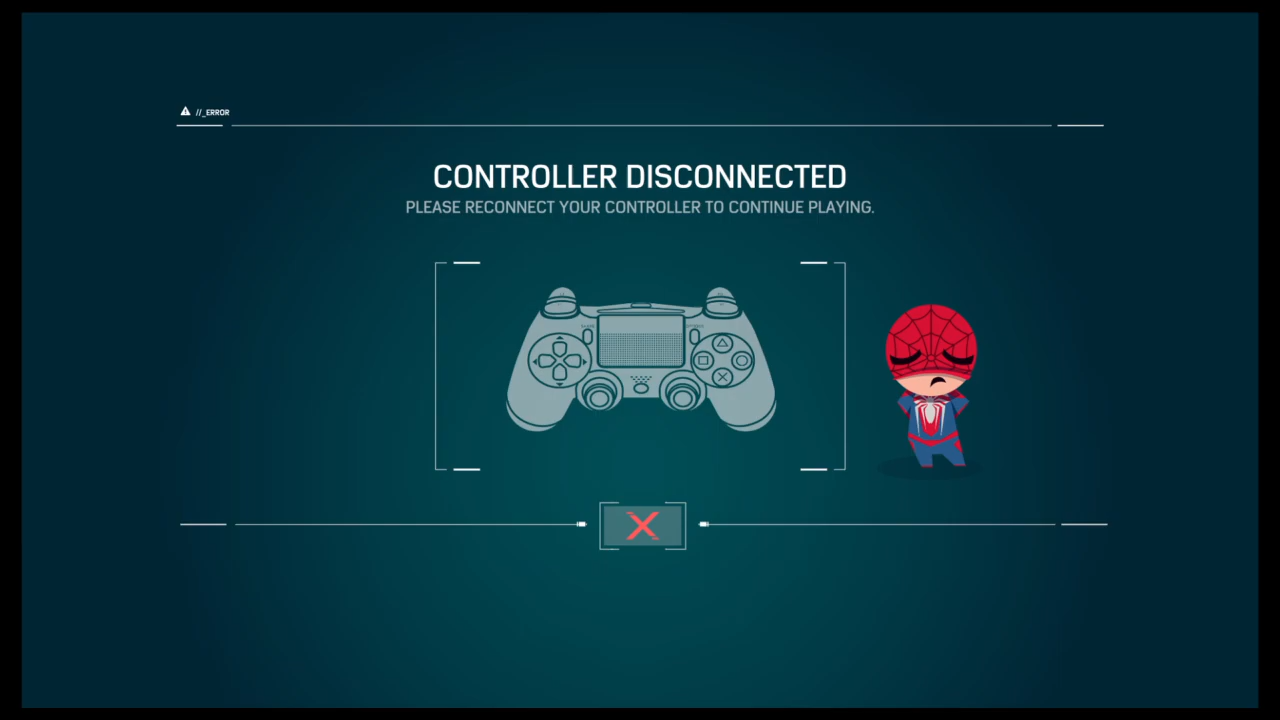 //_ERROR
CONTROLLER DISCONNECTED
PLEASE RECONNECT YOUR CONTROLLER TO CONTINUE PLAYING.